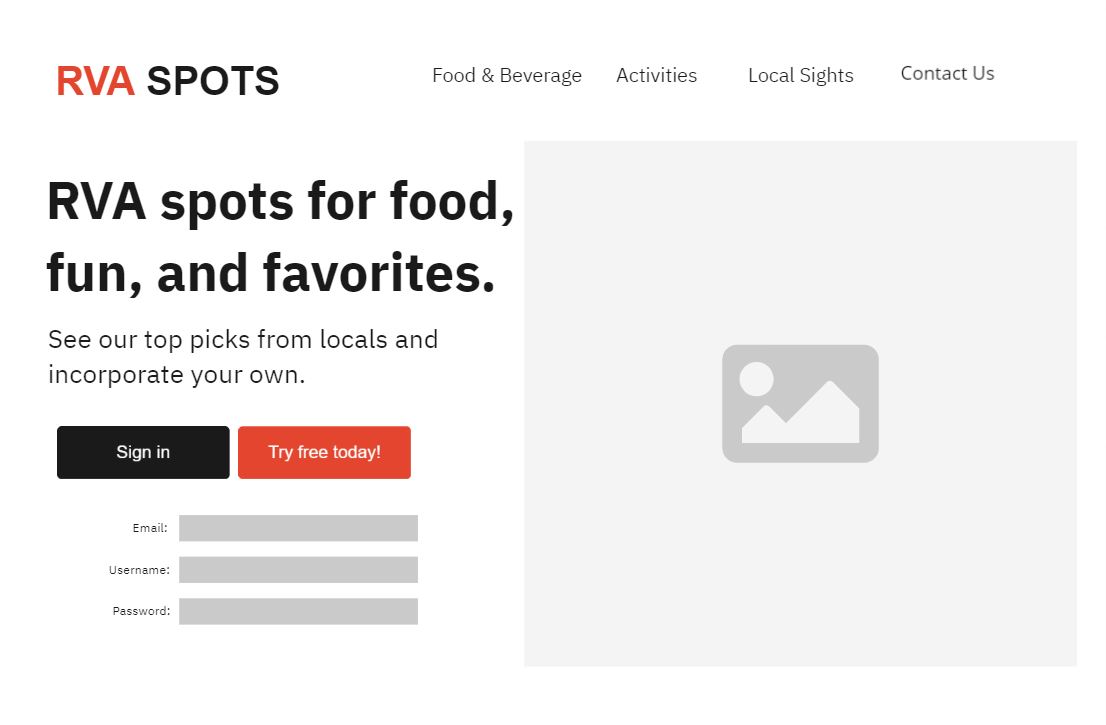 RVA SPOTS
Food & Beverage
Activities
Local Sights
Contact Us
RVA spots for food,
fun, and favorites.
See our top picks from locals and
incorporate your own.
Sign in
Try free today!
Email:
Username:
Password: